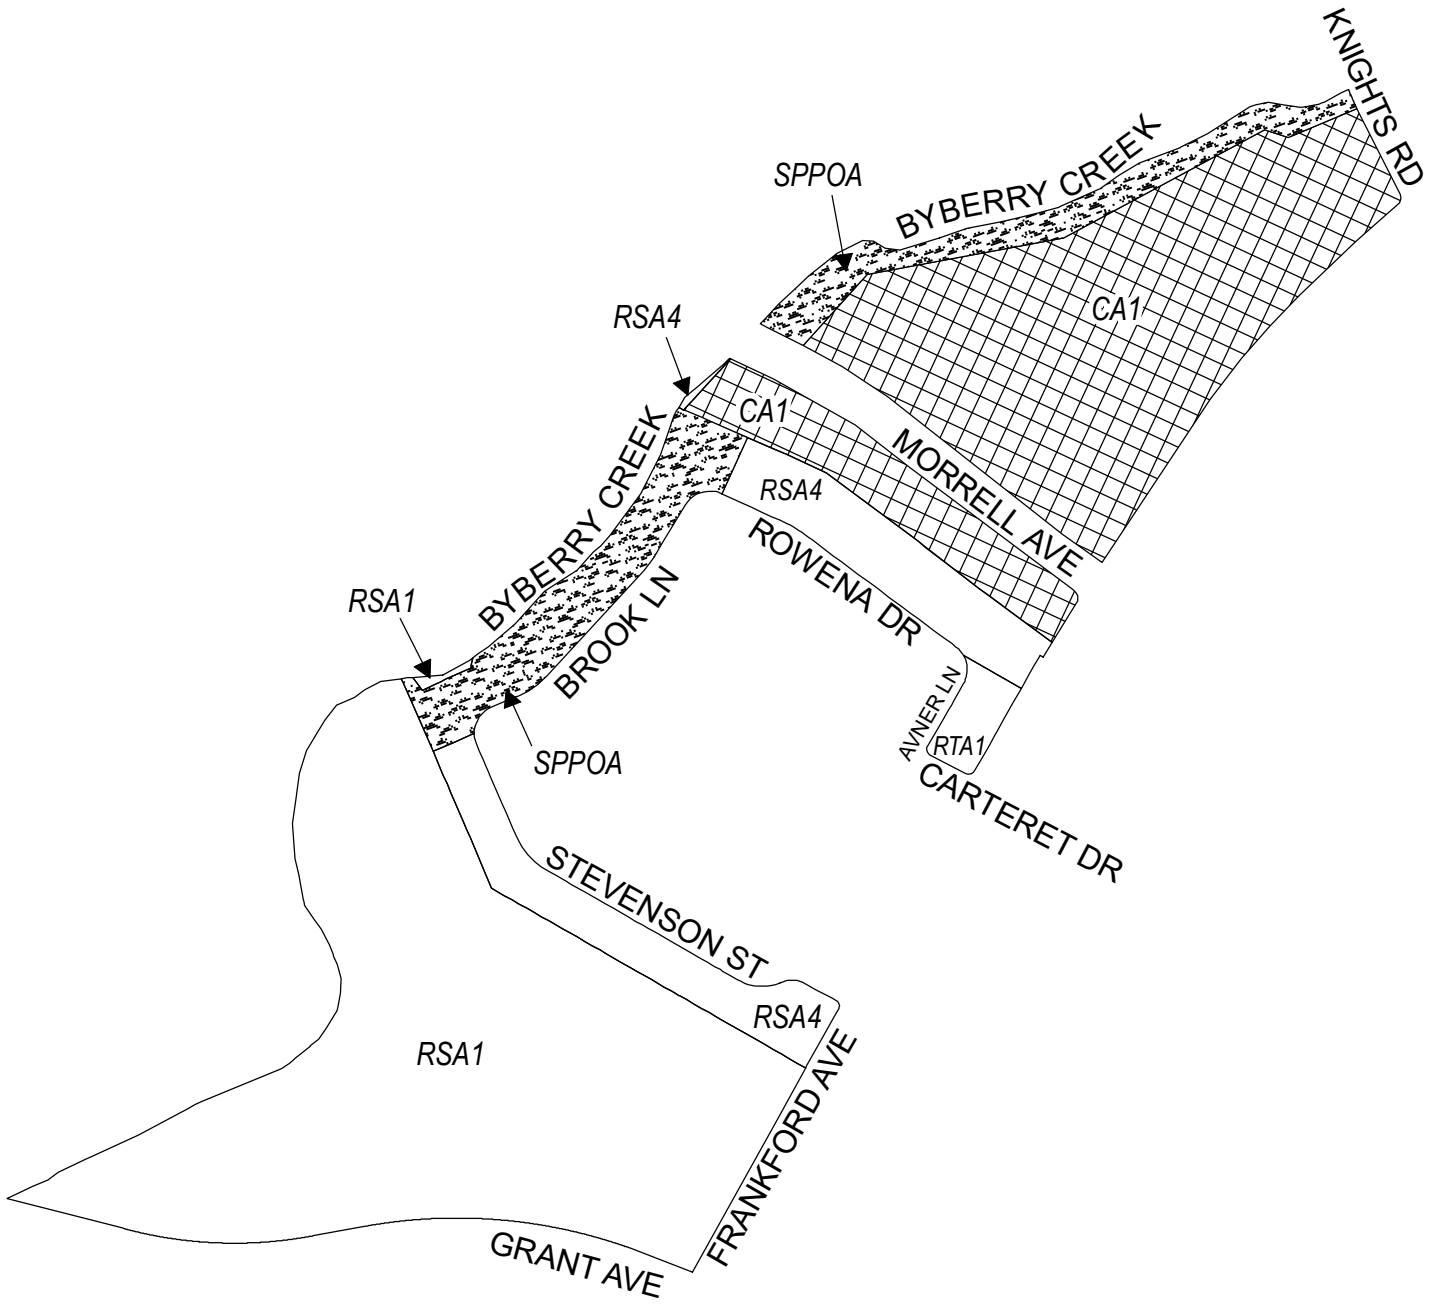 KNIGHTS RD
BYBERRY CREEK
SPPOA
CA1
RSA4
CA1
MORRELL AVE
BYBERRY CREEK
RSA4
ROWENA DR
RSA1
BROOK LN
AVNER LN
RTA1
SPPOA
CARTERET DR
STEVENSON ST
RSA4
RSA1
FRANKFORD AVE
GRANT AVE